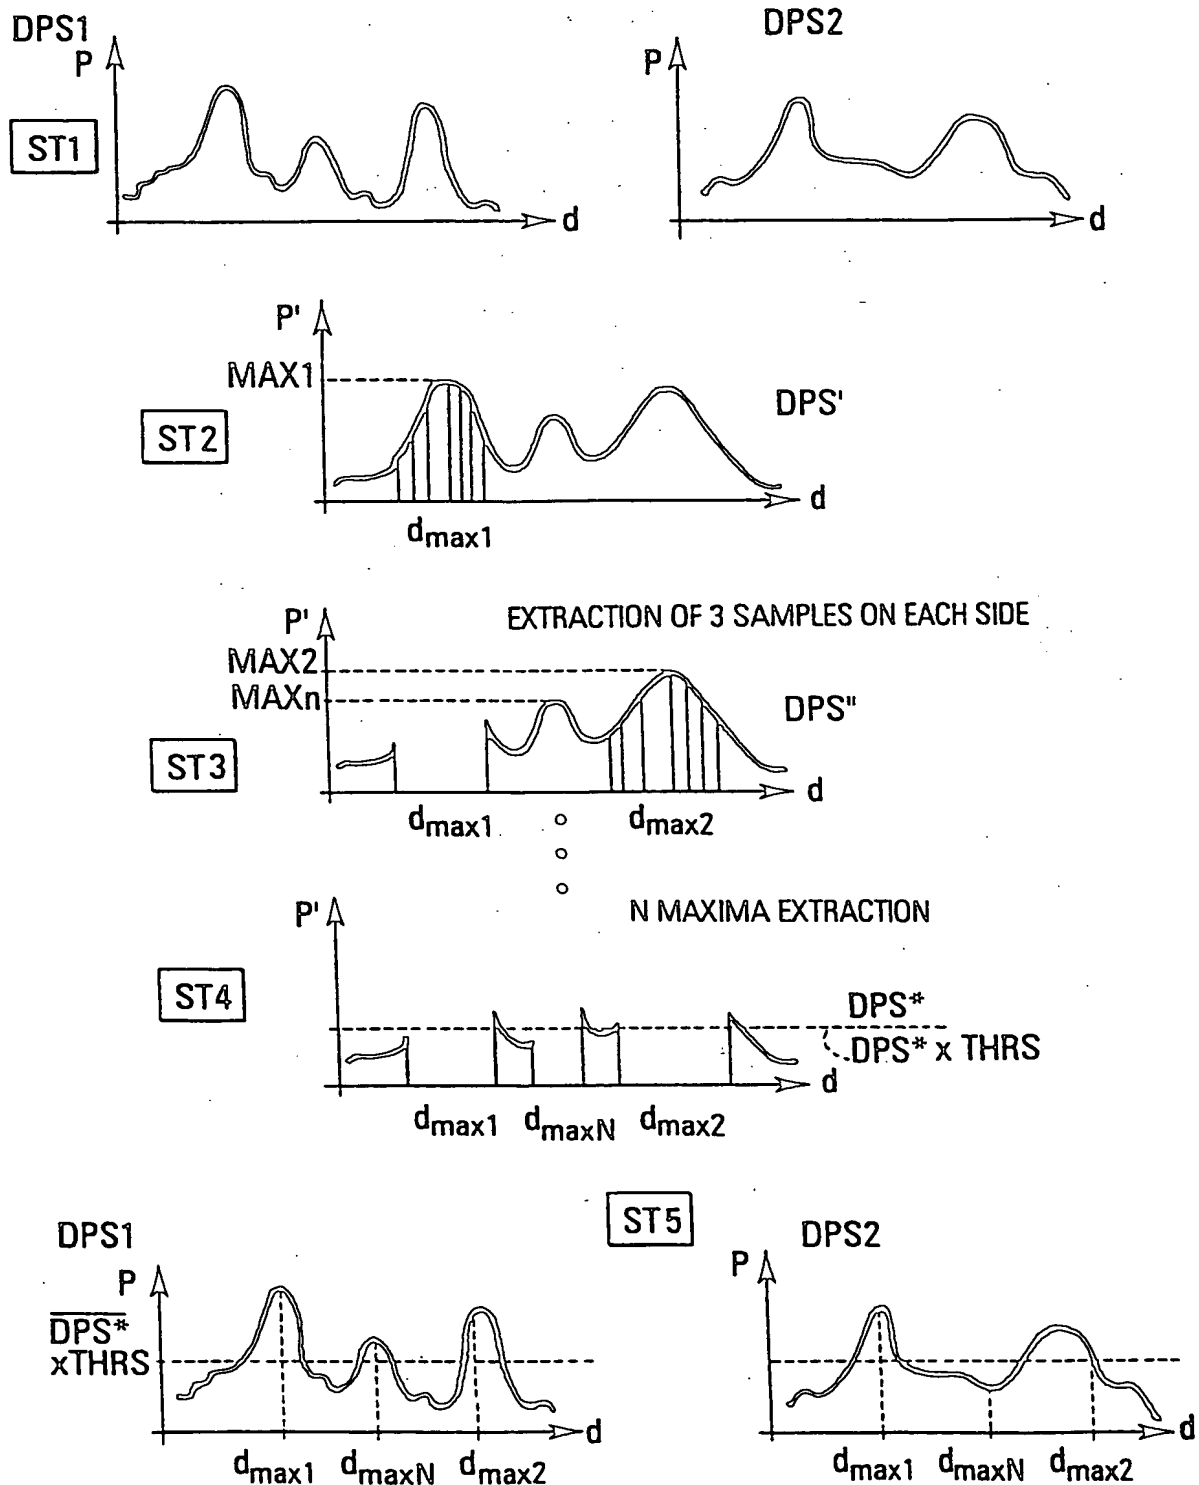 DPS1
P
ST1
d
DPS2
P
d
P'
MAX1
DPS'
ST2
d
dmax1
P'
EXTRACTION OF 3 SAMPLES ON EACH SIDE
MAX2
MAXn
DPS"
ST3
d
dmax1
dmax2
P'
N MAXIMA EXTRACTION
ST4
DPS*
DPS* x THRS
d
dmax1 dmaxN dmax2
ST5
DPS1
P
DPS*
xTHRS
d
dmax1 dmaxN dmax2
DPS2
P
d
dmax1 dmaxN dmax2